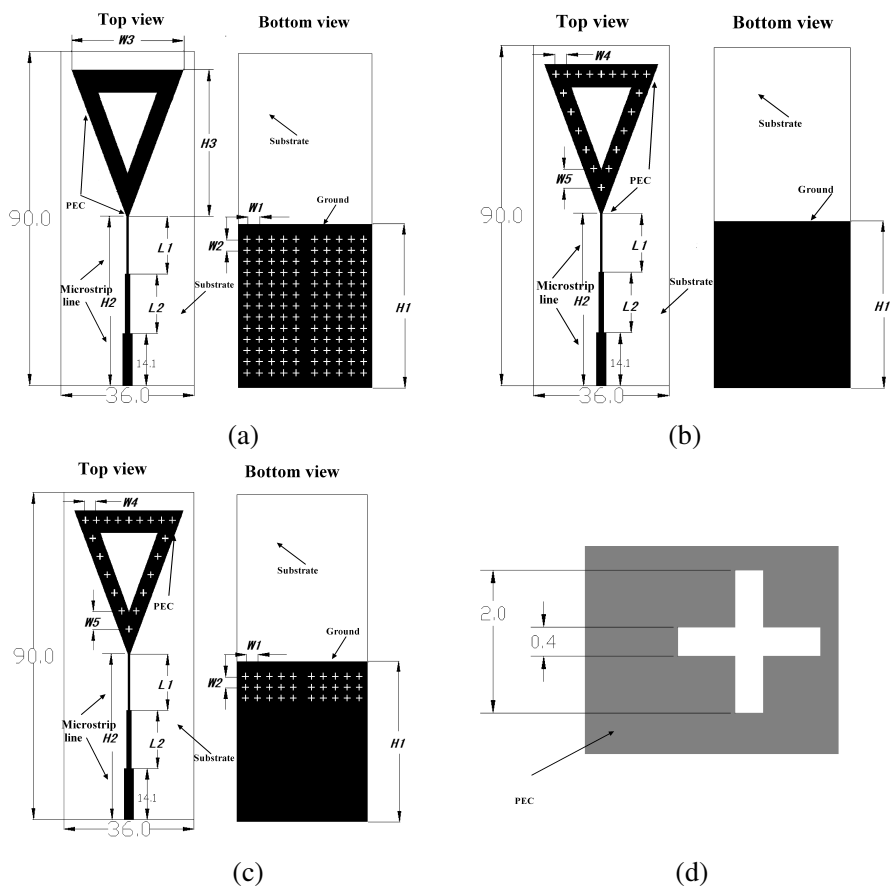 Top view
Bottom view
W3
90.0
H3
PEC
Substrate
W1
Ground
W2
L1
Microstrip
line
H2
L2
Substrate
H1
14.1
36.0
(a)
Top view
Bottom view
W4
90.0
Substrate
W5
PEC
Ground
L1
Microstrip
line
H2
L2
Substrate
H1
14.1
36.0
(b)
Top view
Bottom view
W4
90.0
Substrate
PEC
W5
W1
Ground
W2
L1
Microstrip
line
H2
L2
Substrate
H1
14.1
36.0
(c)
2.0
0.4
PEC
(d)